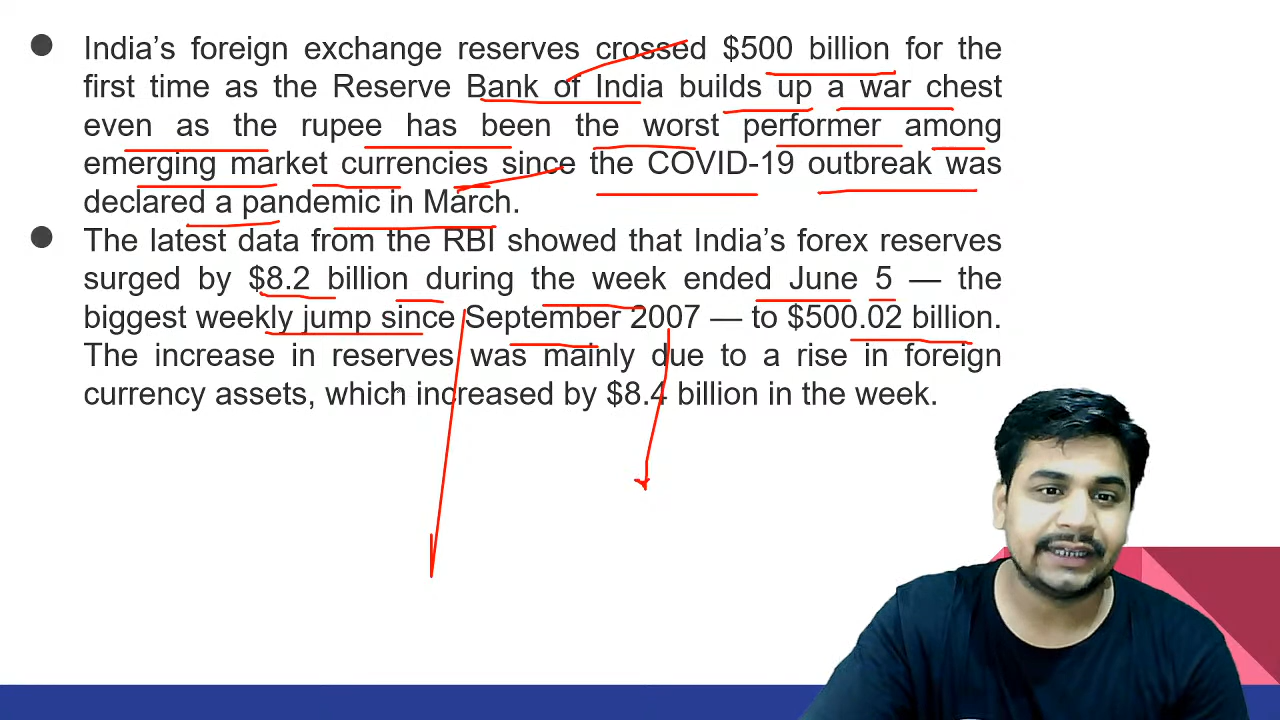 India’s foreign exchange reserves crossed $500 billion for the
first time as the Reserve Bank of India builds up a war chest
even as the rupee has been the worst performer among
emerging market currencies since the COVID-19 outbreak was
declared a pandemic in March.
The latest data from the RBI showed that India’s forex reserves
surged by $8.2 billion during the week ended June 5 — the
biggest weekly jump since September 2007 — to $500.02 billion.
The increase in reserves was mainly due to a rise in foreign
currency assets, which increased by $8.4 billion in the week.